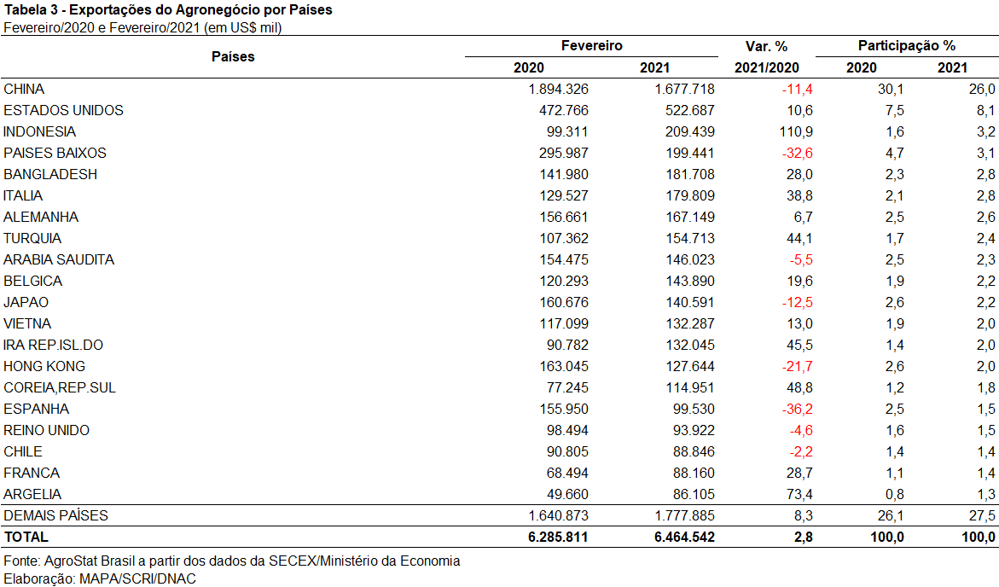 Tabela 3 - Exportações do Agronegócio por Países
Fevereiro/2020 e Fevereiro/2021 (em US$ mil)
Países Fevereiro Var. % Participação %
2020 2021 2021/2020 2020 2021
CHINA 1.894.326 1.677.718 -11,4 30,1 26,0
ESTADOS UNIDOS 472.766 522.687 10,6 7,5 8,1
INDONESIA 99.311 209.439 110,9 1,6 3,2
PAISES BAIXOS 295.987 199.441 -32,6 4,7 3,1
BANGLADESH 141.980 181.708 28,0 2,3 2,8
ITALIA 129.527 179.809 38,8 2,1 2,8
ALEMANHA 156.661 167.149 6,7 2,5 2,6
TURQUIA 107.362 154.713 44,1 1,7 2,4
ARABIA SAUDITA 154.475 146.023 -5,5 2,5 2,3
BELGICA 120.293 143.890 19,6 1,9 2,2
JAPAO 160.676 140.591 -12,5 2,6 2,2
VIETNA 117.099 132.287 13,0 1,9 2,0
IRA REP.ISL.DO 90.782 132.045 45,5 1,4 2,0
HONG KONG 163.045 127.644 -21,7 2,6 2,0
COREIA,REP.SUL 77.245 114.951 48,8 1,2 1,8
ESPANHA 155.950 99.530 -36,2 2,5 1,5
REINO UNIDO 98.494 93.922 -4,6 1,6 1,5
CHILE 90.805 88.846 -2,2 1,4 1,4
FRANCA 68.494 88.160 28,7 1,1 1,4
ARGELIA 49.660 86.105 73,4 0,8 1,3
DEMAIS PAÍSES 1.640.873 1.777.885 8,3 26,1 27,5
TOTAL 6.285.811 6.464.542 2,8 100,0 100,0
Fonte: AgroStat Brasil a partir dos dados da SECEX/Ministério da Economia
Elaboração: MAPA/SCRI/DNAC